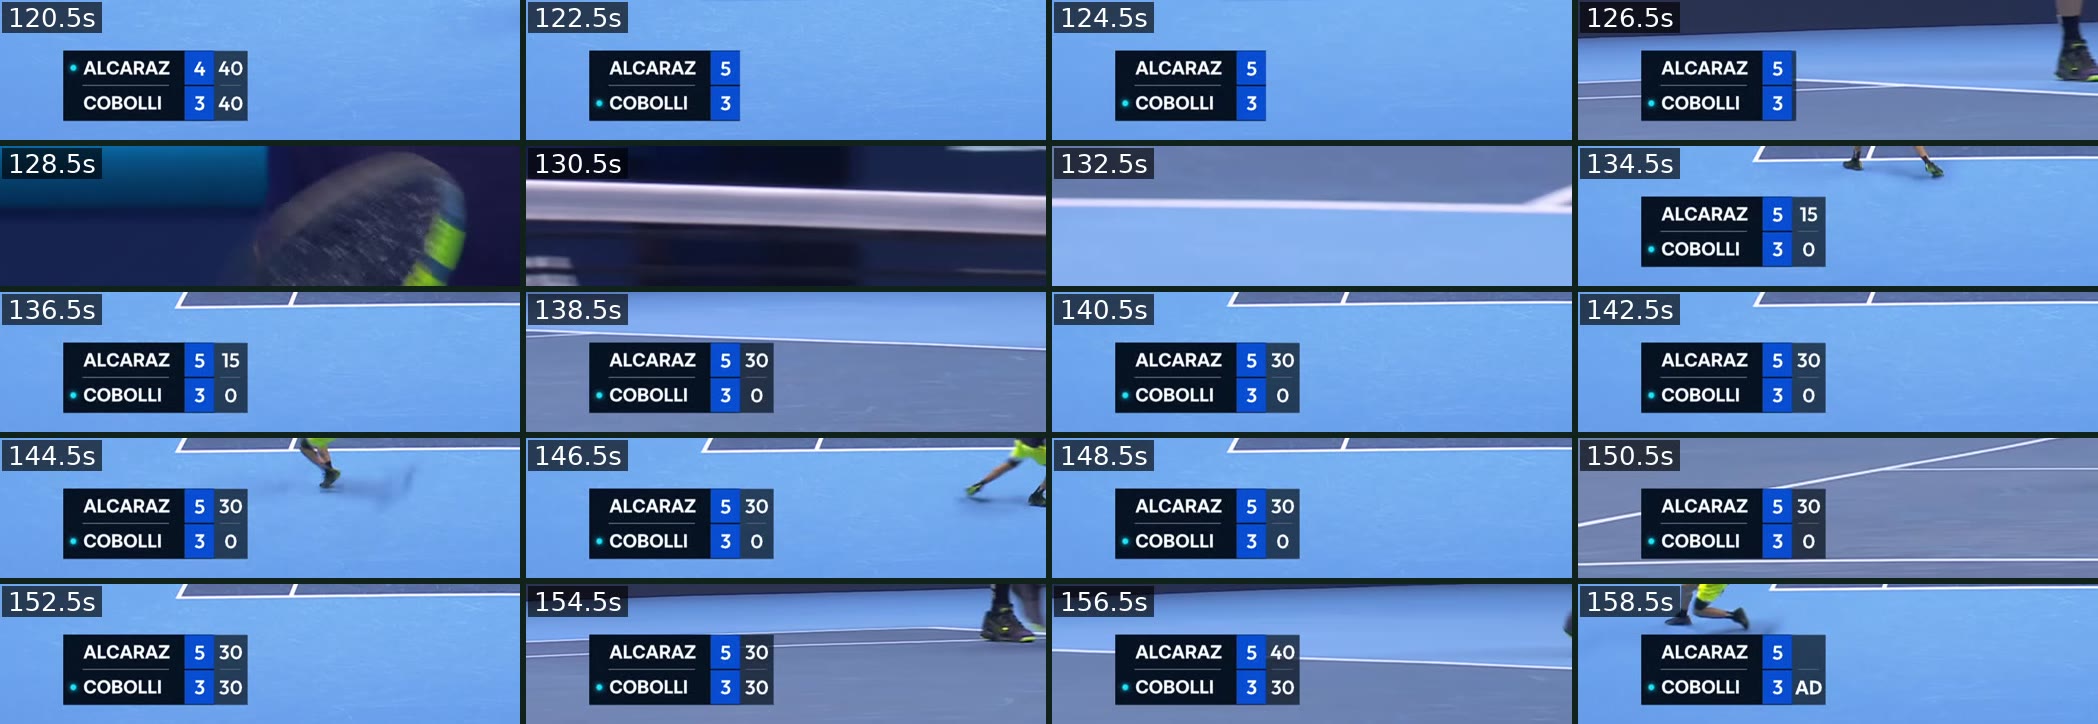 120.5s
ALCARAZ 4 40
COBOLLI 3 40
122.5s
ALCARAZ 5
COBOLLI 3
124.5s
ALCARAZ 5
COBOLLI 3
126.5s
ALCARAZ 5
COBOLLI 3
128.5s
130.5s
132.5s
134.5s
ALCARAZ 5 15
COBOLLI 3 0
136.5s
ALCARAZ 5 15
COBOLLI 3 0
138.5s
ALCARAZ 5 30
COBOLLI 3 0
140.5s
ALCARAZ 5 30
COBOLLI 3 0
142.5s
ALCARAZ 5 30
COBOLLI 3 0
144.5s
ALCARAZ 5 30
COBOLLI 3 0
146.5s
ALCARAZ 5 30
COBOLLI 3 0
148.5s
ALCARAZ 5 30
COBOLLI 3 0
150.5s
ALCARAZ 5 30
COBOLLI 3 0
152.5s
ALCARAZ 5 30
COBOLLI 3 30
154.5s
ALCARAZ 5 30
COBOLLI 3 30
156.5s
ALCARAZ 5 40
COBOLLI 3 30
158.5s
ALCARAZ 5
COBOLLI 3 AD